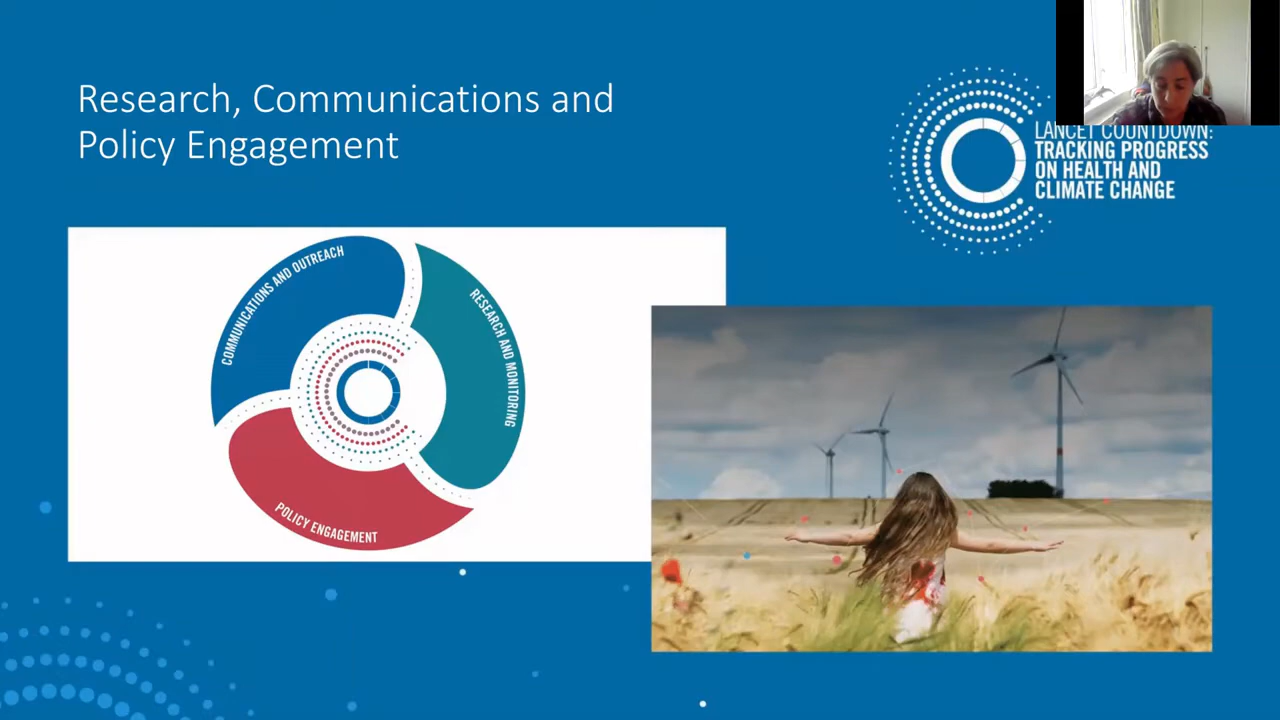 Research, Communications and
Policy Engagement
LANCET COUNTDOWN:
TRACKING PROGRESS
ON HEALTH AND
CLIMATE CHANGE
COMMUNICATIONS AND OUTREACH
RESEARCH AND MONITORING
POLICY ENGAGEMENT